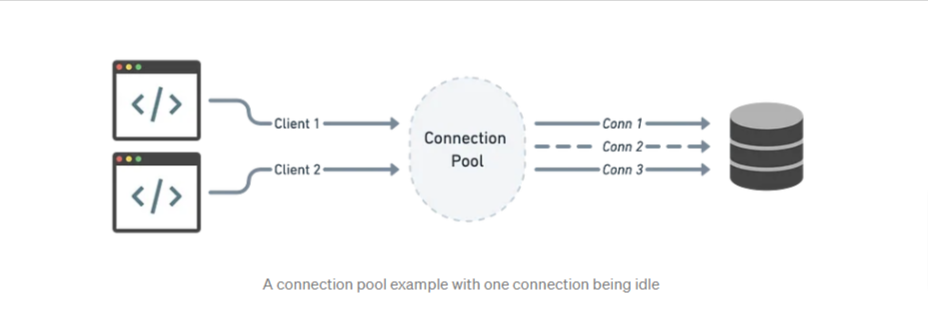 </>
Client 1
Connection
Pool
Conn 1
Conn 2
</>
Client 2
Conn 3
A connection pool example with one connection being idle